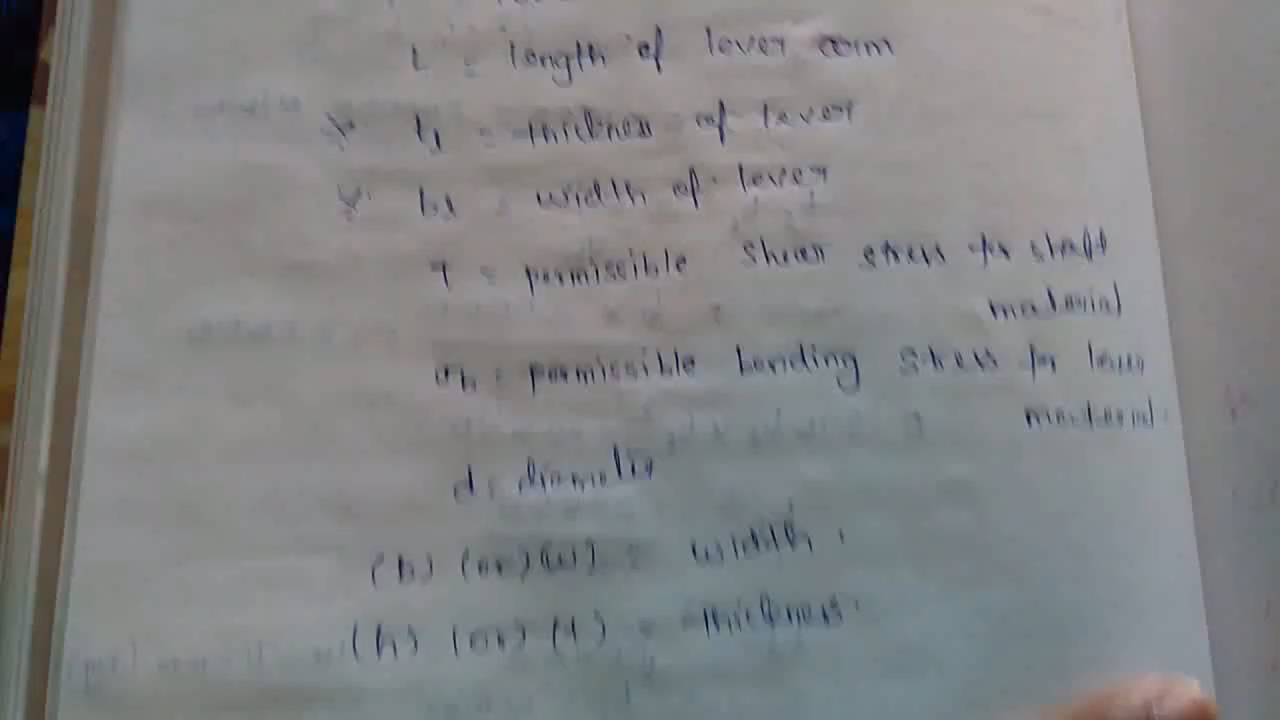 L = length of lever arm
t₁ = thickness of lever
b₁ = width of lever
τ = permissible shear stress for shaft
material
σb = permissible bending stress for lever
material.
d = diameter
(b) (or) (w) = width.
(h) (or) (t) = thickness.